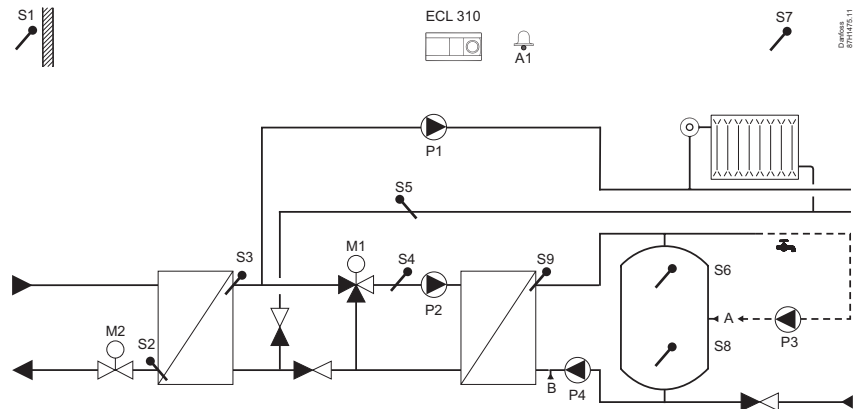 S1
ECL 310
A1
S7
Danfoss
87H1475.11
P1
S5
S3
M1
S4
P2
S9
S6
A
P3
S8
M2
S2
B
P4